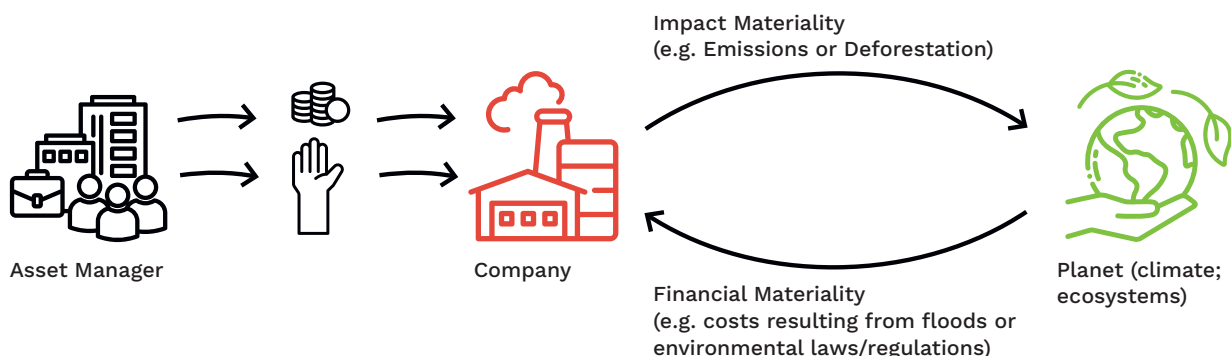 Impact Materiality
(e.g. Emissions or Deforestation)
Asset Manager
Company
Planet (climate;
ecosystems)
Financial Materiality
(e.g. costs resulting from floods or
environmental laws/regulations)